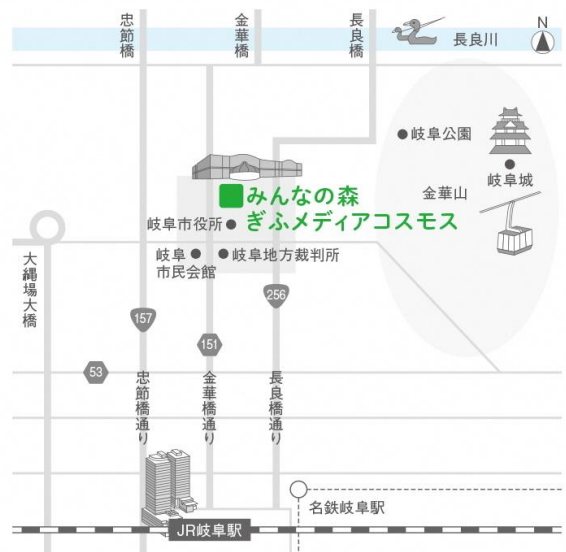 忠節橋
金華橋
長良橋
長良川
N
岐阜公園
岐阜城
金華山
みんなの森
ぎふメディアコスモス
岐阜市役所
岐阜
市民会館
岐阜地方裁判所
大縄場大橋
256
157
151
53
忠節橋通り
金華橋通り
長良橋通り
名鉄岐阜駅
JR岐阜駅